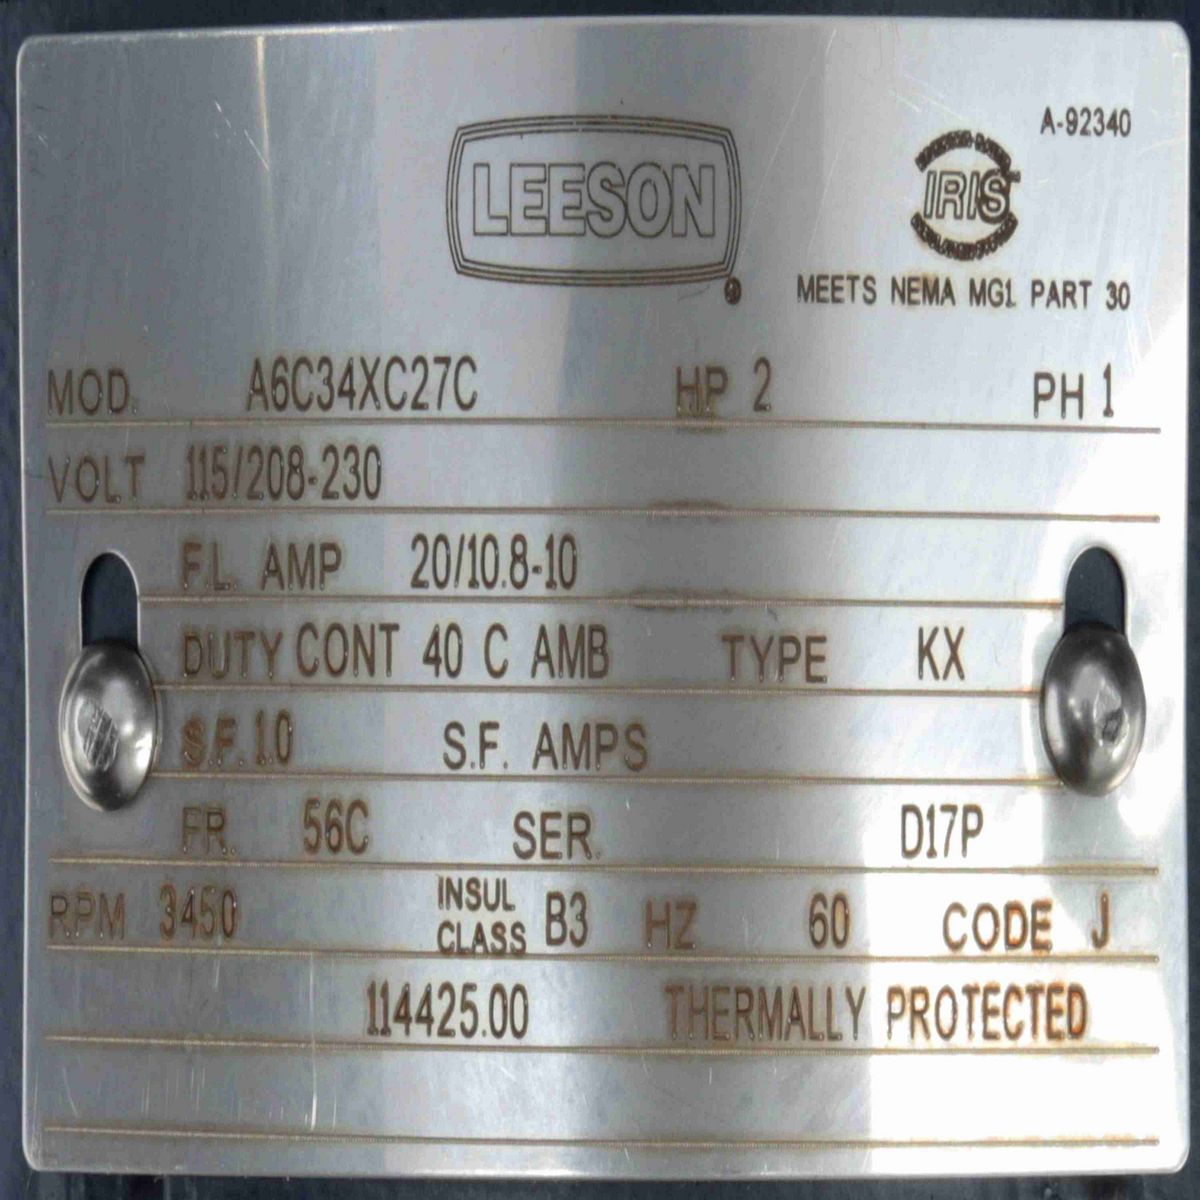 A-92340
LEESON
IRIS
MEETS NEMA MG1 PART 30
MOD. A6C34XC27C HP 2 PH 1
VOLT 115/208-230
F.L. AMP 20/10.8-10
DUTY CONT 40 C AMB TYPE KX
S.F. 1.0 S.F. AMPS
FR. 56C SER. D17P
RPM 3450 INSUL CLASS B3 HZ 60 CODE J
114425.00 THERMALLY PROTECTED